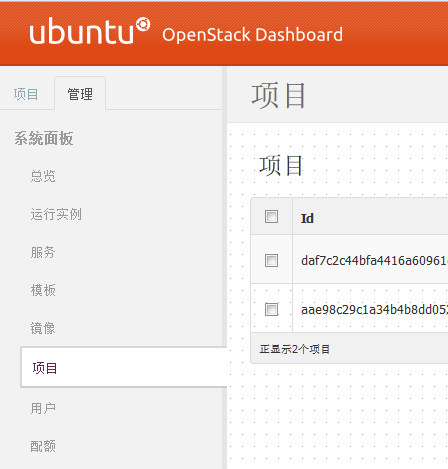 ubuntu OpenStack Dashboard
项目 管理
系统面板
总览
运行实例
服务
模板
镜像
项目
用户
配额
项目
项目
Id
daf7c2c44bfa4416a6096
aae98c29c1a34b4b8dd05
正显示2个项目